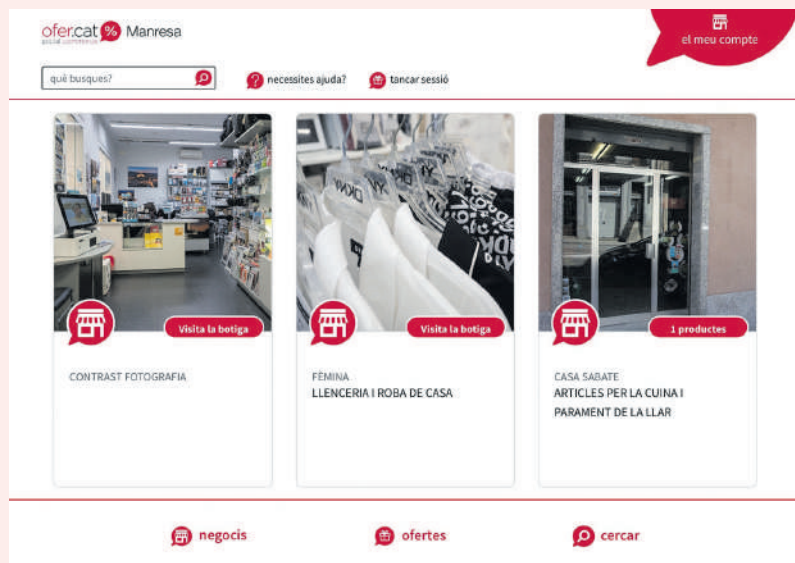 ofer.cat % Manresa
social commerce
el meu compte
què busques?
necessites ajuda?
tancar sessió
Visita la botiga
Visita la botiga
1 productes
CONTRAST FOTOGRAFIA
FÈMINA
LLENCERIA I ROBA DE CASA
CASA SABATE
ARTICLES PER LA CUINA I
PARAMENT DE LA LLAR
negocis
ofertes
cercar